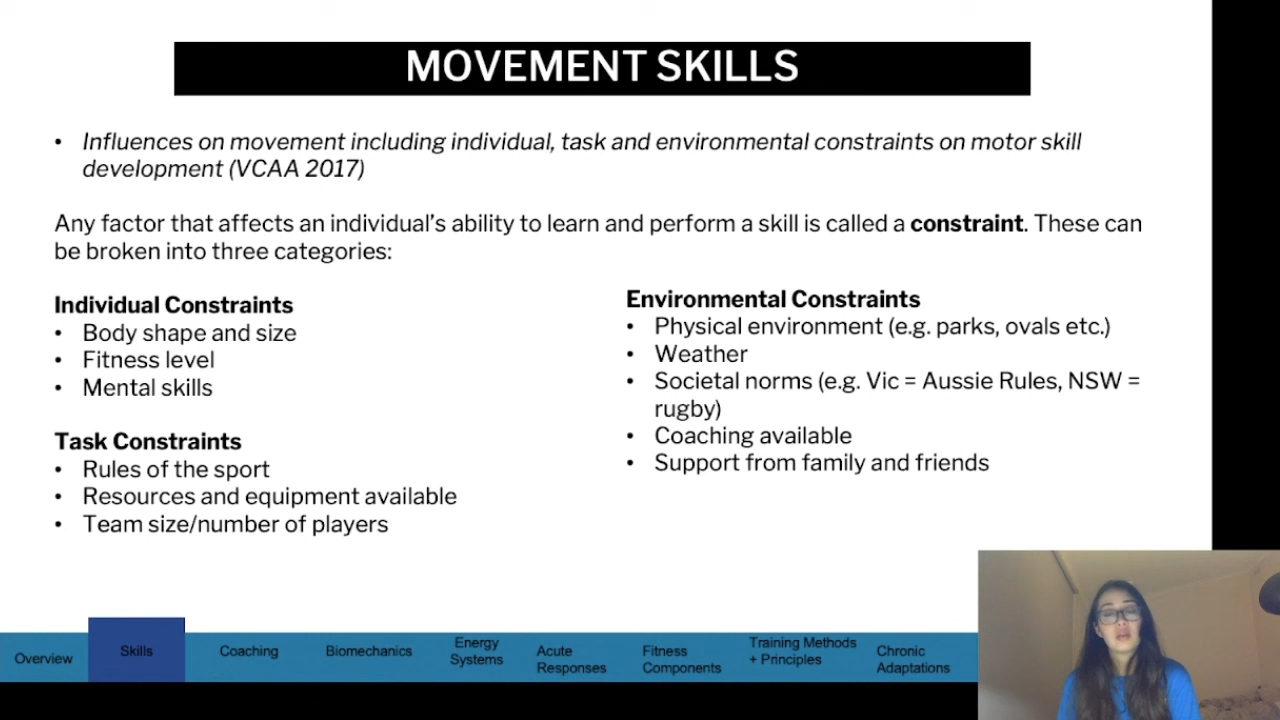 MOVEMENT SKILLS
• Influences on movement including individual, task and environmental constraints on motor skill
development (VCAA 2017)
Any factor that affects an individual's ability to learn and perform a skill is called a constraint. These can
be broken into three categories:
Individual Constraints
• Body shape and size
• Fitness level
• Mental skills
Task Constraints
• Rules of the sport
• Resources and equipment available
• Team size/number of players
Environmental Constraints
• Physical environment (e.g. parks, ovals etc.)
• Weather
• Societal norms (e.g. Vic = Aussie Rules, NSW =
rugby)
• Coaching available
• Support from family and friends
Overview
Skills
Coaching
Biomechanics
Energy
Systems
Acute
Responses
Fitness
Components
Training Methods
+ Principles
Chronic
Adaptations